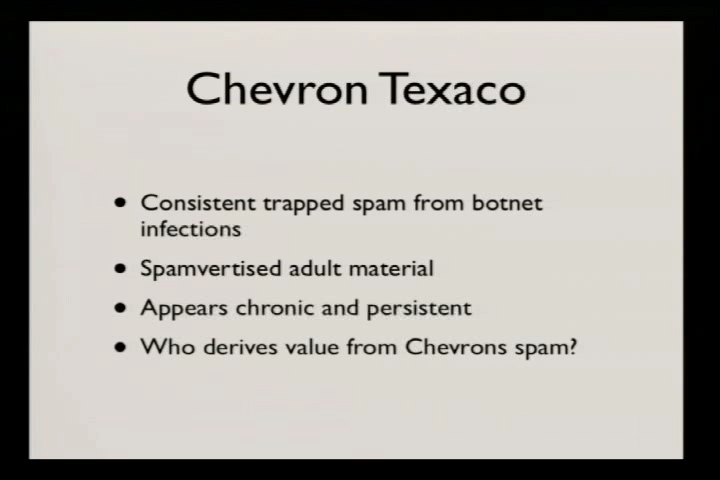 Chevron Texaco
• Consistent trapped spam from botnet
infections
• Spamvertised adult material
• Appears chronic and persistent
• Who derives value from Chevrons spam?